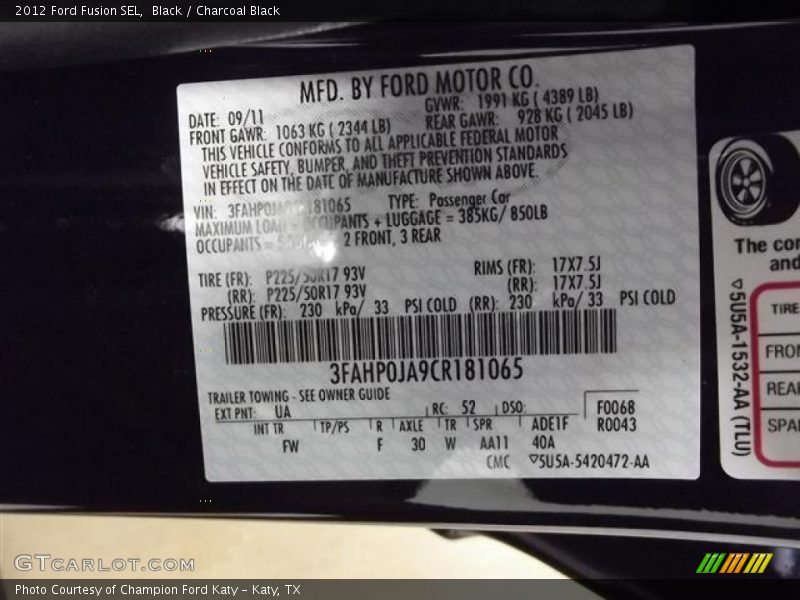 2012 Ford Fusion SEL,  Black / Charcoal Black
MFD. BY FORD MOTOR CO.
DATE: 09/11 GVWR: 1991 KG ( 4389 LB)
FRONT GAWR: 1063 KG ( 2344 LB) REAR GAWR: 928 KG ( 2045 LB)
THIS VEHICLE CONFORMS TO ALL APPLICABLE FEDERAL MOTOR
VEHICLE SAFETY, BUMPER, AND THEFT PREVENTION STANDARDS
IN EFFECT ON THE DATE OF MANUFACTURE SHOWN ABOVE.
VIN: TYPE: Passenger Car
MAXIMUM LOAD = OCCUPANTS + LUGGAGE = 385KG/ 850LB
OCCUPANTS = 2 FRONT, 3 REAR
TIRE (FR): P225/50R17 93V RIMS (FR): 17X7.5J
(RR): P225/50R17 93V (RR): 17X7.5J
PRESSURE (FR): 230 kPa/ 33 PSI COLD (RR): 230 kPa/ 33 PSI COLD
3FAHP0JA9CR181065
TRAILER TOWING - SEE OWNER GUIDE
EXT PNT: UA RC: 52 DSO: F0068
INT TR TP/PS R AXLE TR SPR ADE1F R0043
FW F 30 W AA11 40A
CMC 5U5A-5420472-AA
The
and
5U5A-1532-AA (TLU)
TIRE
GTCARLOT.COM
Photo Courtesy of Champion Ford Katy – Katy, TX